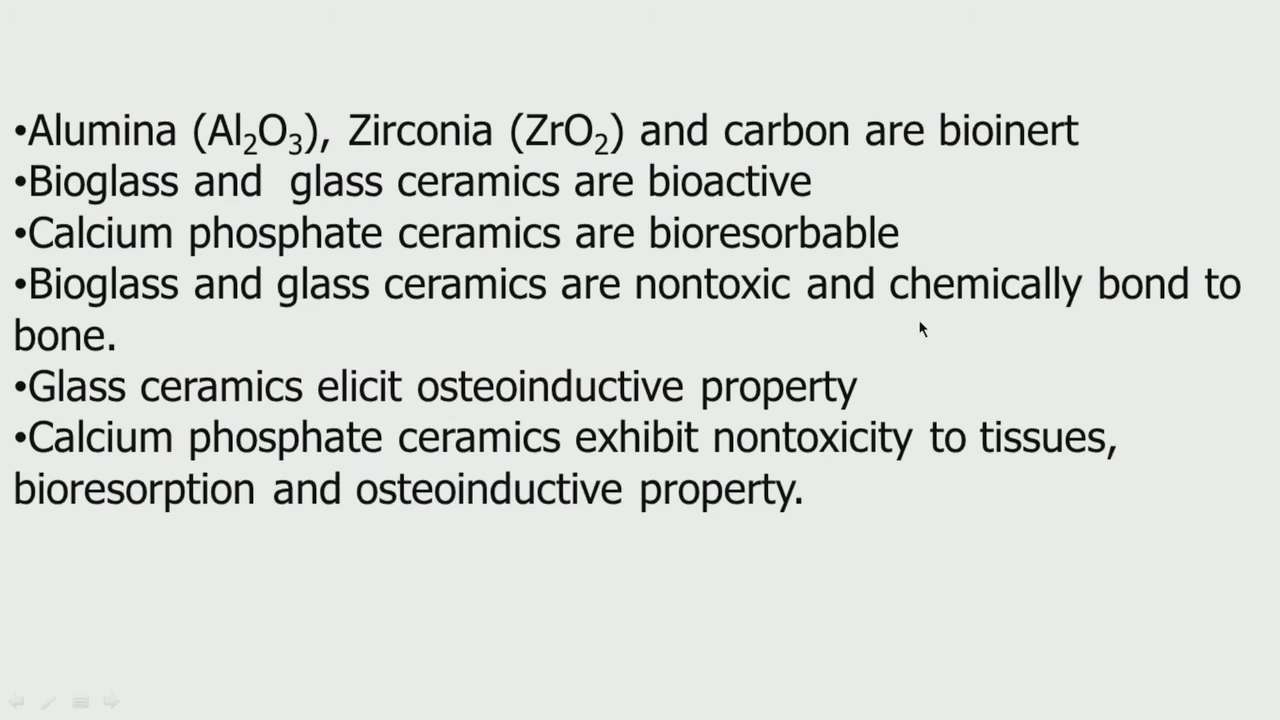 •Alumina (Al₂O₃), Zirconia (ZrO₂) and carbon are bioinert
•Bioglass and  glass ceramics are bioactive
•Calcium phosphate ceramics are bioresorbable
•Bioglass and glass ceramics are nontoxic and chemically bond to
bone.
•Glass ceramics elicit osteoinductive property
•Calcium phosphate ceramics exhibit nontoxicity to tissues,
bioresorption and osteoinductive property.